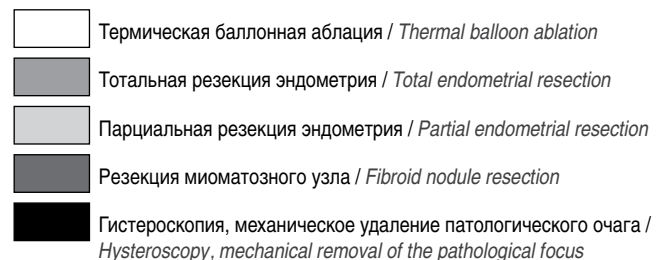 Термическая баллонная аблация / Thermal balloon ablation
Тотальная резекция эндометрия / Total endometrial resection
Парциальная резекция эндометрия / Partial endometrial resection
Резекция миоматозного узла / Fibroid nodule resection
Гистероскопия, механическое удаление патологического очага /
Hysteroscopy, mechanical removal of the pathological focus